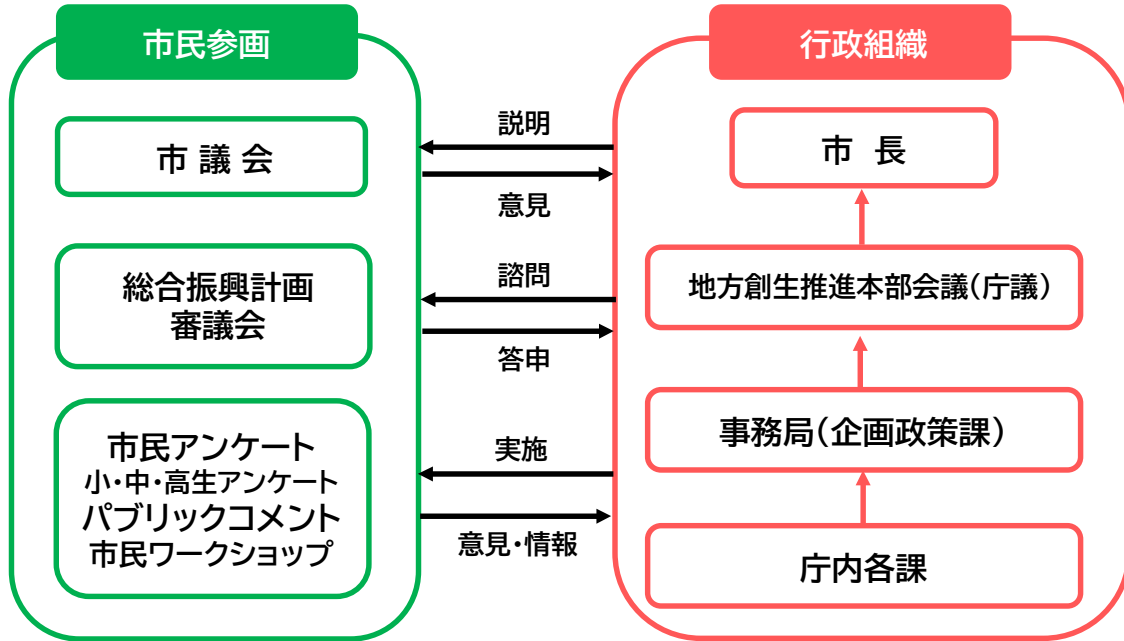 市民参画
市 議 会
総合振興計画
審議会
市民アンケート
小・中・高生アンケート
パブリックコメント
市民ワークショップ
説明
意見
諮問
答申
実施
意見・情報
行政組織
市 長
地方創生推進本部会議(庁議)
事務局(企画政策課)
庁内各課